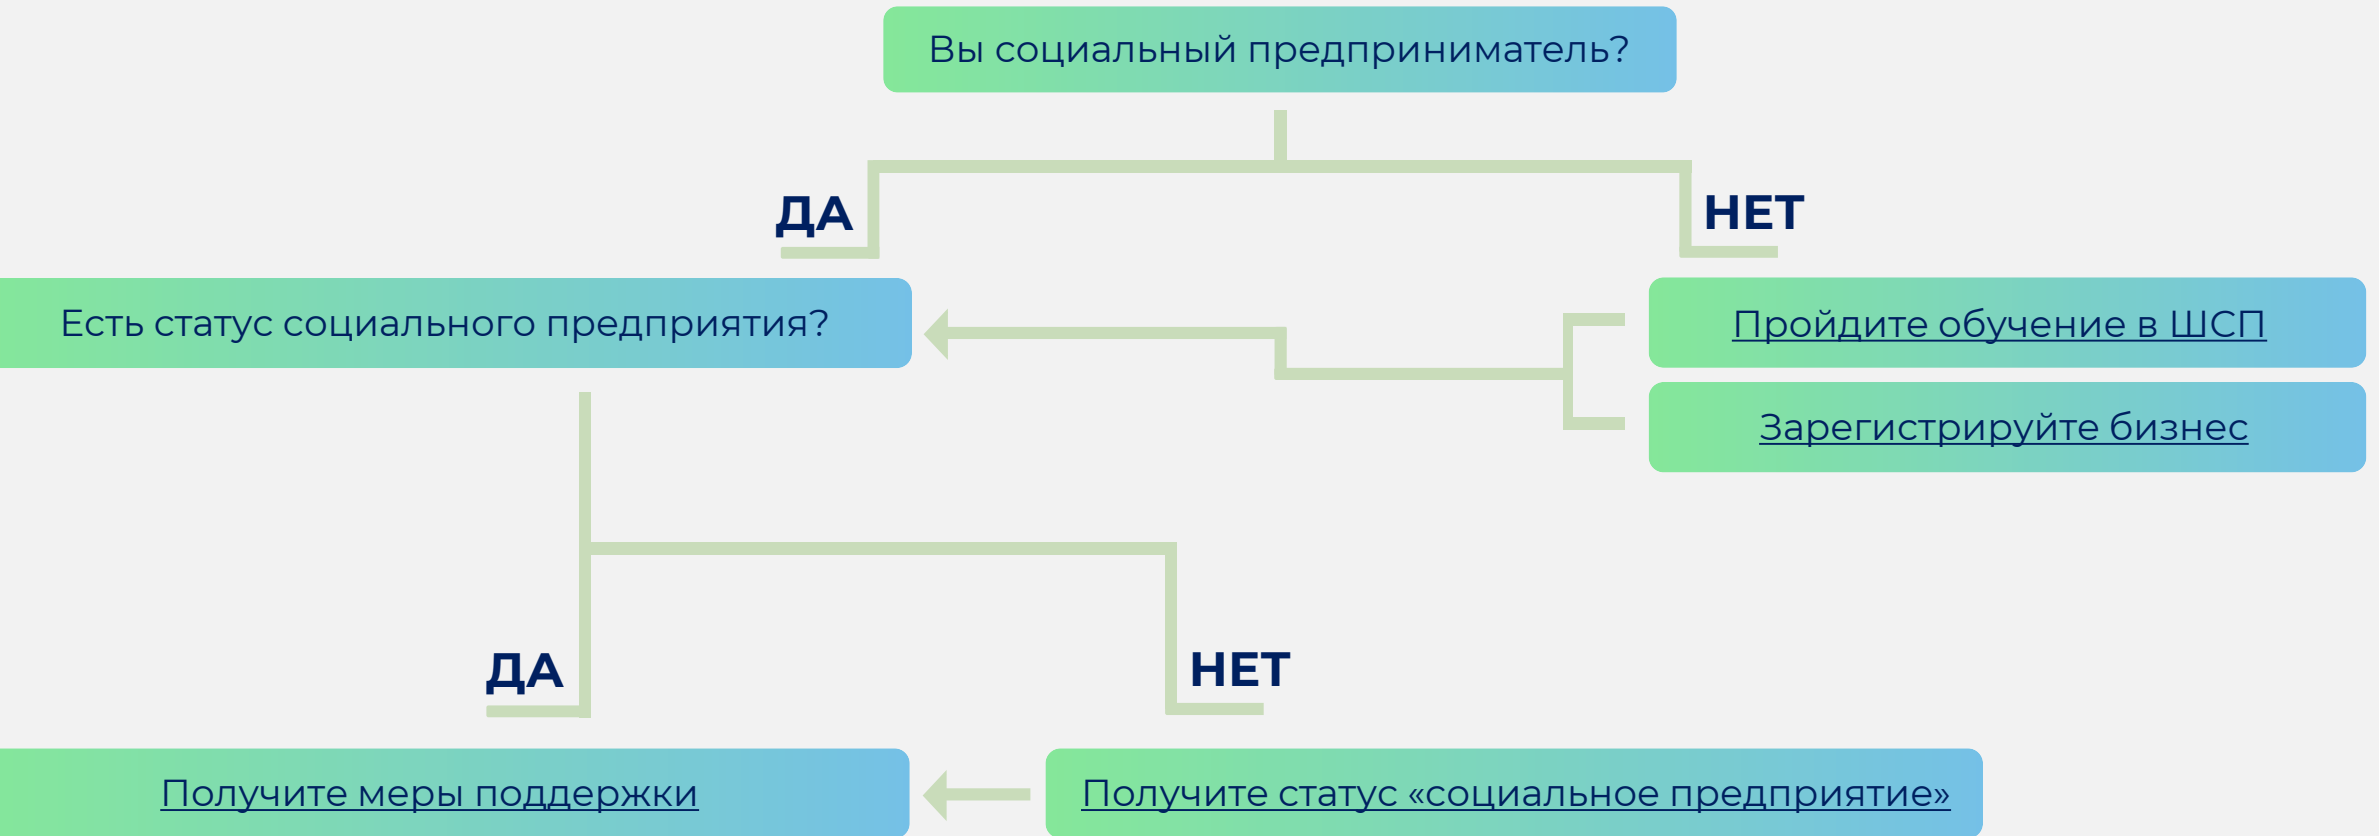 Вы социальный предприниматель?
ДА
НЕТ
Есть статус социального предприятия?
Пройдите обучение в ШСП
Зарегистрируйте бизнес
ДА
НЕТ
Получите меры поддержки
Получите статус «социальное предприятие»